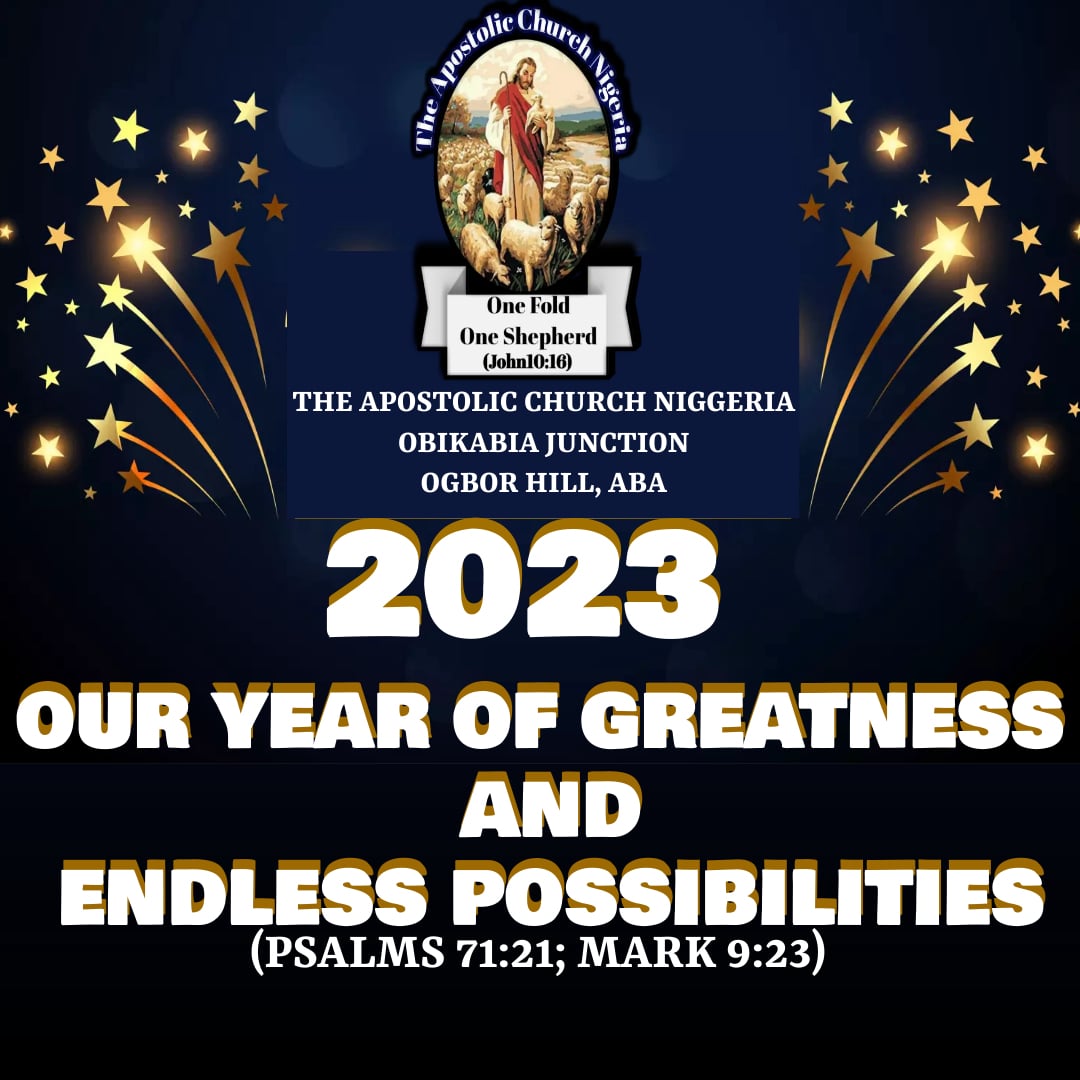 The Apostolic Church Nigeria
One Fold
One Shepherd
(John10:16)
THE APOSTOLIC CHURCH NIGGERIA
OBIKABIA JUNCTION
OGBOR HILL, ABA
2023
OUR YEAR OF GREATNESS
AND
ENDLESS POSSIBILITIES
(PSALMS 71:21; MARK 9:23)